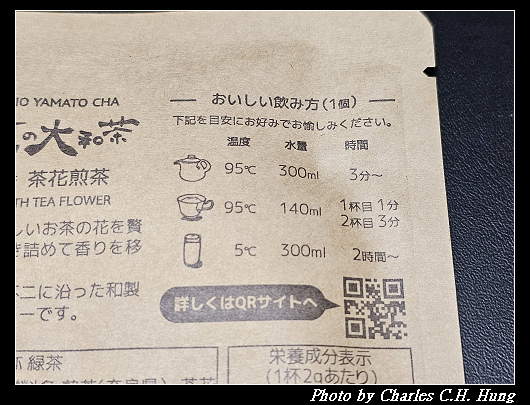 YAMATO CHA
の大和茶
茶花煎茶
TH TEA FLOWER
しいお茶の花を贅
き詰めて香りを移
に沿った和製
ーです。
緑茶
おいしい飲み方(1個)
下記を目安にお好みでお愉しみください。
温度 水量 時間
95℃ 300ml 3分~
95℃ 140ml 1杯目 1分
2杯目 3分
5℃ 300ml 2時間~
詳しくはQRサイトへ
栄養成分表示
(1杯2gあたり)
Photo by Charles C.H. Hung